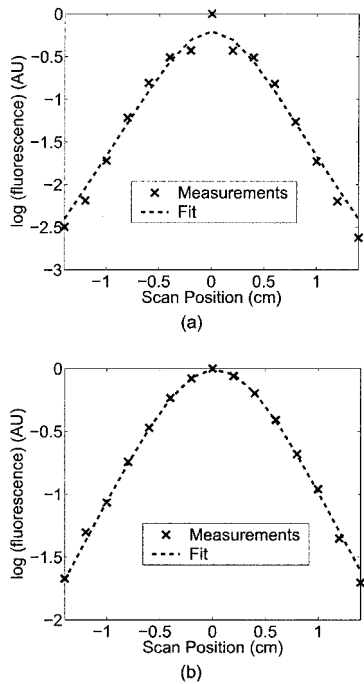 0
−0.5
−1
−1.5
−2
−2.5
−3
log (fluorescence) (AU)
× Measurements
Fit
−1 −0.5 0 0.5 1
Scan Position (cm)
(a)
0
−0.5
−1
−1.5
−2
log (fluorescence) (AU)
× Measurements
Fit
−1 −0.5 0 0.5 1
Scan Position (cm)
(b)